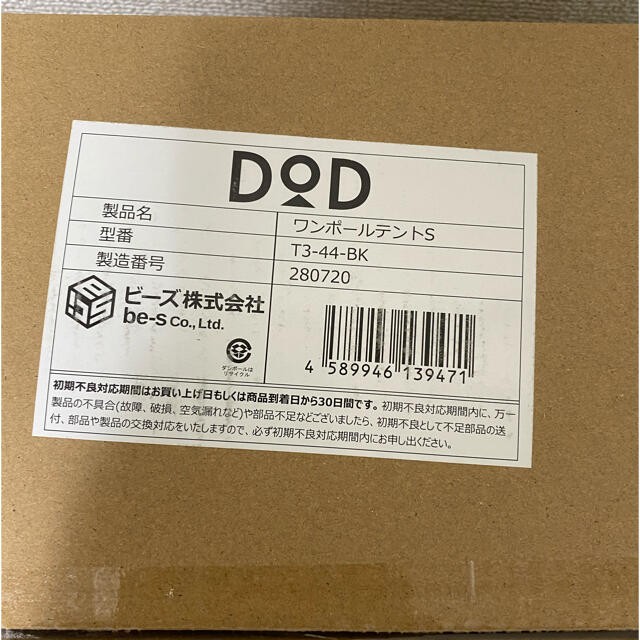 DOD
製品名 ワンポールテントS
型番 T3-44-BK
製造番号 280720
ビーズ株式会社
be-s Co., Ltd.
ダンボールは
リサイクル
4 589946 139471
初期不良対応期間はお買い上げ日もしくは商品到着日から30日間です。初期不良対応期間内に、万一
製品の不具合(故障、破損、空気漏れなど)や部品不足などございましたら、初期不良として不足部品の送
付、部品や製品の交換対応をいたしますので、必ず初期不良対応期間内にお申し出ください。